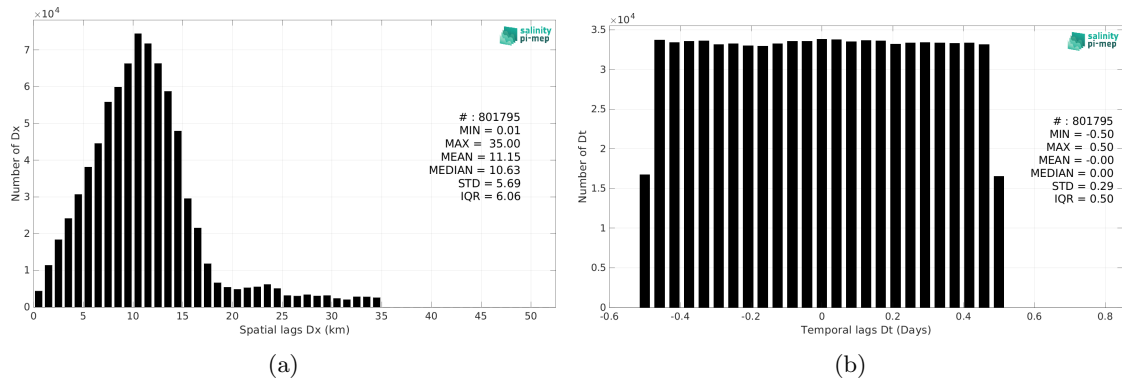 ×10⁴
7
6
5
4
3
2
1
0
Number of Dx
salinity
pi-mep
# : 801795
MIN = 0.01
MAX = 35.00
MEAN = 11.15
MEDIAN = 10.63
STD = 5.69
IQR = 6.06
0 5 10 15 20 25 30 35 40 45 50
Spatial lags Dx (km)
(a)
×10⁴
3.5
3
2.5
2
1.5
1
0.5
0
Number of Dt
salinity
pi-mep
# : 801795
MIN = -0.50
MAX = 0.50
MEAN = -0.00
MEDIAN = 0.00
STD = 0.29
IQR = 0.50
-0.6 -0.4 -0.2 0 0.2 0.4 0.6 0.8
Temporal lags Dt (Days)
(b)